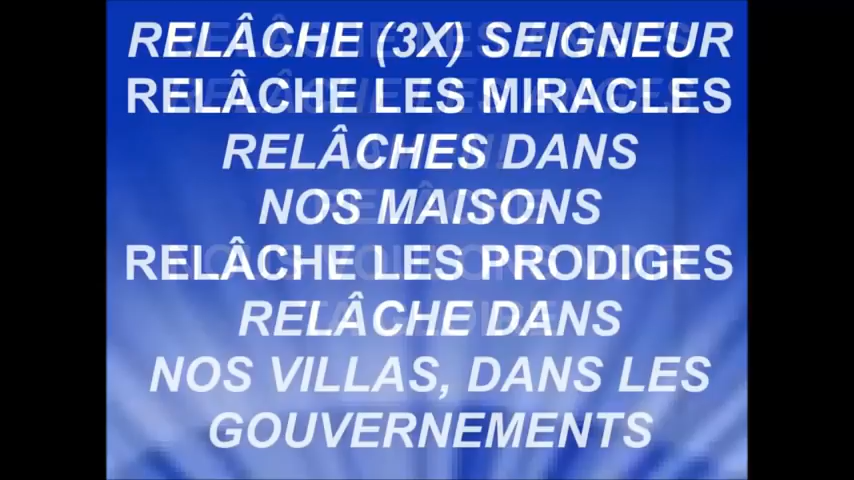 RELÂCHE (3X) SEIGNEUR
RELÂCHE LES MIRACLES
RELÂCHES DANS
NOS MAISONS
RELÂCHE LES PRODIGES
RELÂCHE DANS
NOS VILLAS, DANS LES
GOUVERNEMENTS